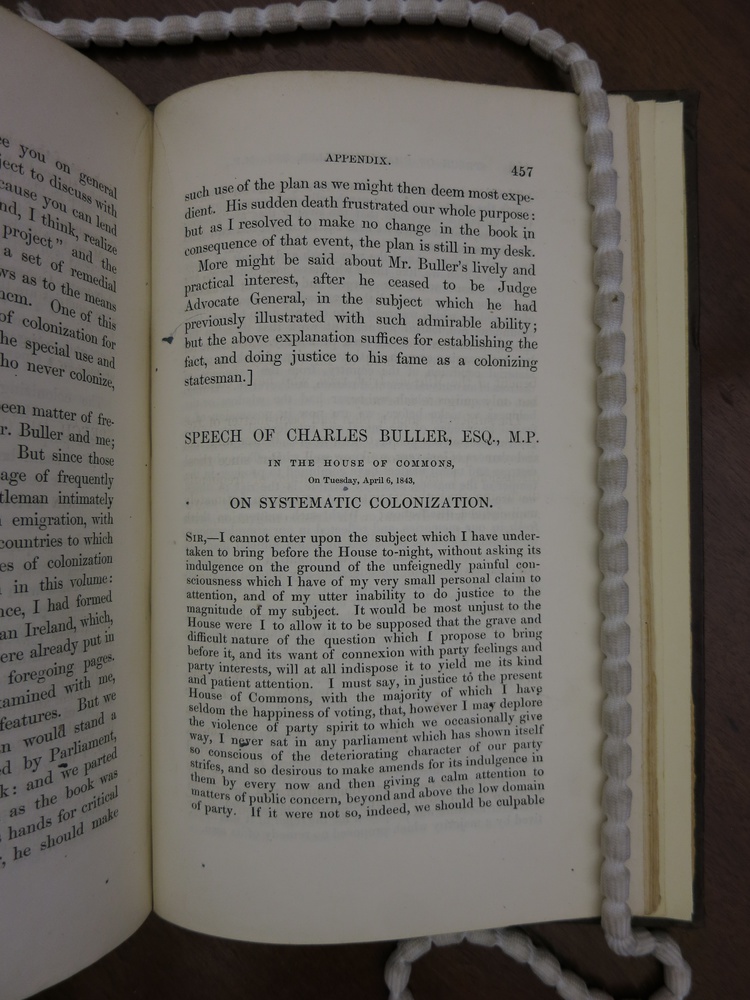 e you on general
ject to discuss with
cause you can lend
nd, I think, realize
project" and the
a set of remedial
ws as to the means
nem. One of this
of colonization for
he special use and
ho never colonize,
een matter of fre-
r. Buller and me;
But since those
age of frequently
tleman intimately
emigration, with
countries to which
es of colonization
in this volume:
nce, I had formed
an Ireland, which,
ere already put in
foregoing pages.
xamined with me,
features. But we
n would stand a
d by Parliament,
k: and we parted
as the book was
hands for critical
, he should make
APPENDIX. 457
such use of the plan as we might then deem most expe-
dient. His sudden death frustrated our whole purpose:
but as I resolved to make no change in the book in
consequence of that event, the plan is still in my desk.
More might be said about Mr. Buller's lively and
practical interest, after he ceased to be Judge
Advocate General, in the subject which he had
previously illustrated with such admirable ability;
but the above explanation suffices for establishing the
fact, and doing justice to his fame as a colonizing
statesman.]
SPEECH OF CHARLES BULLER, ESQ., M.P.
IN THE HOUSE OF COMMONS,
On Tuesday, April 6, 1843,
ON SYSTEMATIC COLONIZATION.
SIR,—I cannot enter upon the subject which I have under-
taken to bring before the House to-night, without asking its
indulgence on the ground of the unfeignedly painful con-
sciousness which I have of my very small personal claim to
attention, and of my utter inability to do justice to the
magnitude of my subject. It would be most unjust to the
House were I to allow it to be supposed that the grave and
difficult nature of the question which I propose to bring
before it, and its want of connexion with party feelings and
party interests, will at all indispose it to yield me its kind
and patient attention. I must say, in justice to the present
House of Commons, with the majority of which I have
seldom the happiness of voting, that, however I may deplore
the violence of party spirit to which we occasionally give
way, I never sat in any parliament which has shown itself
so conscious of the deteriorating character of our party
strifes, and so desirous to make amends for its indulgence in
them by every now and then giving a calm attention to
matters of public concern, beyond and above the low domain
of party. If it were not so, indeed, we should be culpable